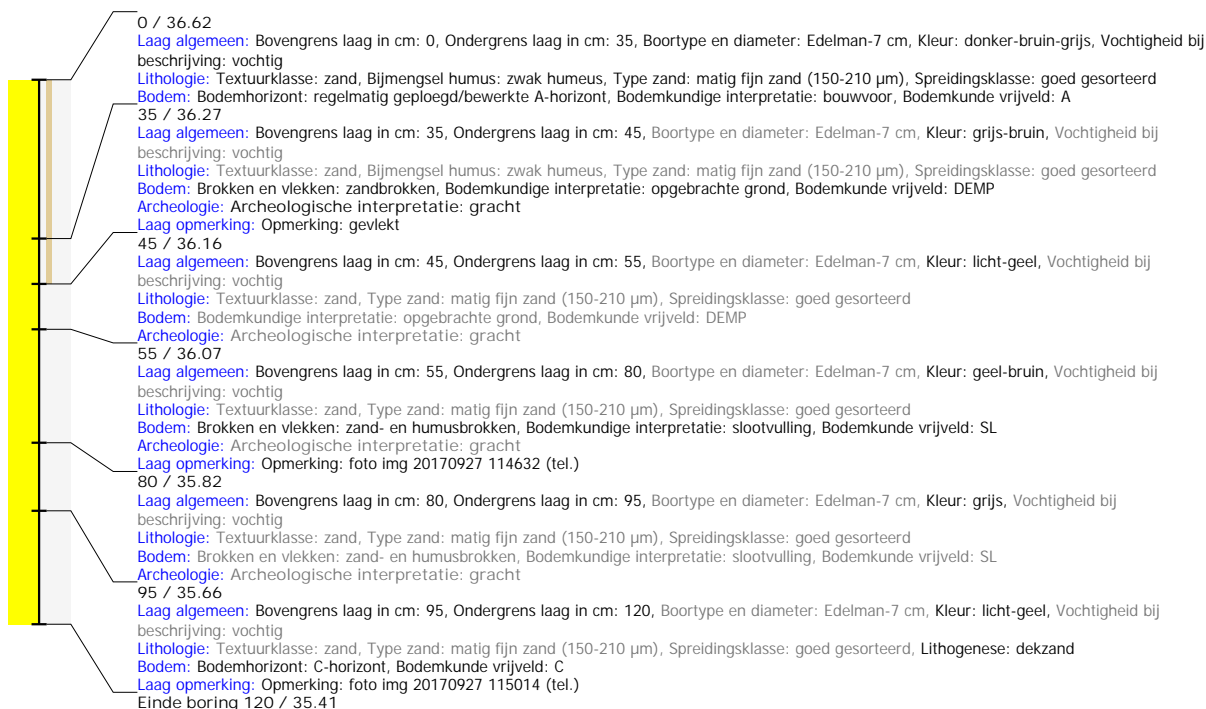 0 / 36.62
Laag algemeen: Bovengrens laag in cm: 0, Ondergrens laag in cm: 35, Boortype en diameter: Edelman-7 cm, Kleur: donker-bruin-grijs, Vochtigheid bij
beschrijving: vochtig
Lithologie: Textuurklasse: zand, Bijmengsel humus: zwak humeus, Type zand: matig fijn zand (150-210 µm), Spreidingsklasse: goed gesorteerd
Bodem: Bodemhorizont: regelmatig geploegd/bewerkte A-horizont, Bodemkundige interpretatie: bouwvoor, Bodemkunde vrijveld: A
35 / 36.27
Laag algemeen: Bovengrens laag in cm: 35, Ondergrens laag in cm: 45, Boortype en diameter: Edelman-7 cm, Kleur: grijs-bruin, Vochtigheid bij
beschrijving: vochtig
Lithologie: Textuurklasse: zand, Bijmengsel humus: zwak humeus, Type zand: matig fijn zand (150-210 µm), Spreidingsklasse: goed gesorteerd
Bodem: Brokken en vlekken: zandbrokken, Bodemkundige interpretatie: opgebrachte grond, Bodemkunde vrijveld: DEMP
Archeologie: Archeologische interpretatie: gracht
Laag opmerking: Opmerking: gevlekt
45 / 36.16
Laag algemeen: Bovengrens laag in cm: 45, Ondergrens laag in cm: 55, Boortype en diameter: Edelman-7 cm, Kleur: licht-geel, Vochtigheid bij
beschrijving: vochtig
Lithologie: Textuurklasse: zand, Type zand: matig fijn zand (150-210 µm), Spreidingsklasse: goed gesorteerd
Bodem: Bodemkundige interpretatie: opgebrachte grond, Bodemkunde vrijveld: DEMP
Archeologie: Archeologische interpretatie: gracht
55 / 36.07
Laag algemeen: Bovengrens laag in cm: 55, Ondergrens laag in cm: 80, Boortype en diameter: Edelman-7 cm, Kleur: geel-bruin, Vochtigheid bij
beschrijving: vochtig
Lithologie: Textuurklasse: zand, Type zand: matig fijn zand (150-210 µm), Spreidingsklasse: goed gesorteerd
Bodem: Brokken en vlekken: zand- en humusbrokken, Bodemkundige interpretatie: slootvulling, Bodemkunde vrijveld: SL
Archeologie: Archeologische interpretatie: gracht
Laag opmerking: Opmerking: foto img 20170927 114632 (tel.)
80 / 35.82
Laag algemeen: Bovengrens laag in cm: 80, Ondergrens laag in cm: 95, Boortype en diameter: Edelman-7 cm, Kleur: grijs, Vochtigheid bij
beschrijving: vochtig
Lithologie: Textuurklasse: zand, Type zand: matig fijn zand (150-210 µm), Spreidingsklasse: goed gesorteerd
Bodem: Brokken en vlekken: zand- en humusbrokken, Bodemkundige interpretatie: slootvulling, Bodemkunde vrijveld: SL
Archeologie: Archeologische interpretatie: gracht
95 / 35.66
Laag algemeen: Bovengrens laag in cm: 95, Ondergrens laag in cm: 120, Boortype en diameter: Edelman-7 cm, Kleur: licht-geel, Vochtigheid bij
beschrijving: vochtig
Lithologie: Textuurklasse: zand, Type zand: matig fijn zand (150-210 µm), Spreidingsklasse: goed gesorteerd, Lithogenese: dekzand
Bodem: Bodemhorizont: C-horizont, Bodemkunde vrijveld: C
Laag opmerking: Opmerking: foto img 20170927 115014 (tel.)
Einde boring 120 / 35.41